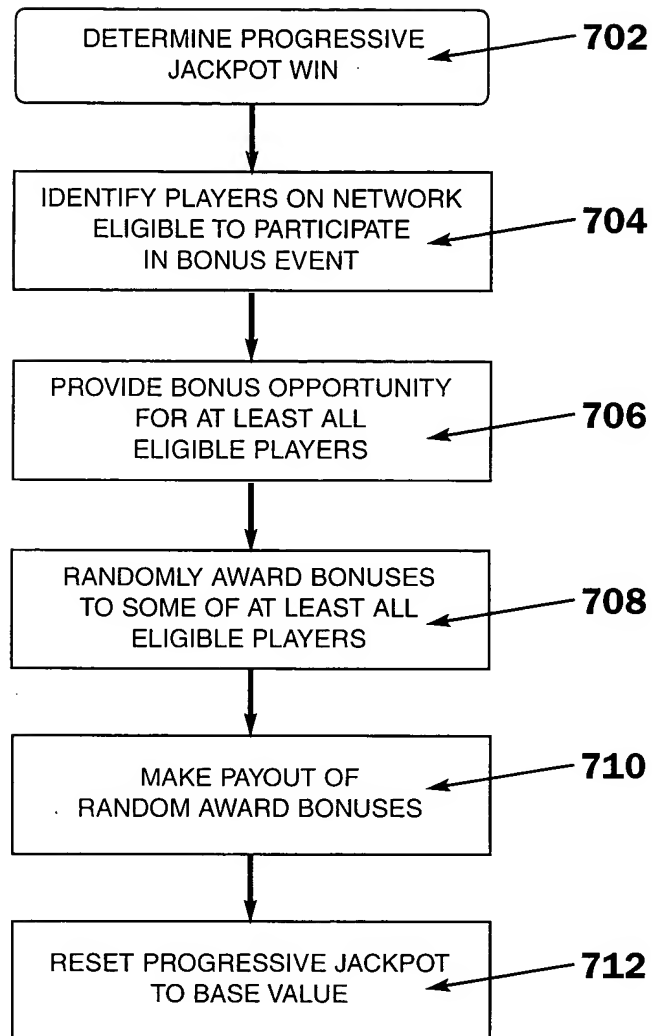 DETERMINE PROGRESSIVE
JACKPOT WIN
702
IDENTIFY PLAYERS ON NETWORK
ELIGIBLE TO PARTICIPATE
IN BONUS EVENT
704
PROVIDE BONUS OPPORTUNITY
FOR AT LEAST ALL
ELIGIBLE PLAYERS
706
RANDOMLY AWARD BONUSES
TO SOME OF AT LEAST ALL
ELIGIBLE PLAYERS
708
MAKE PAYOUT OF
RANDOM AWARD BONUSES
710
RESET PROGRESSIVE JACKPOT
TO BASE VALUE
712